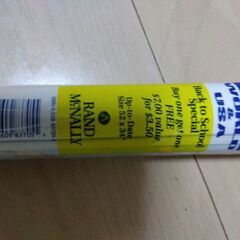 WORLD
& 
USA
Back to School
Special
Buy one get one
FREE
$7.00 value
for $3.50
Up-to-Date
Size 52 x 34"
RAND
McNALLY